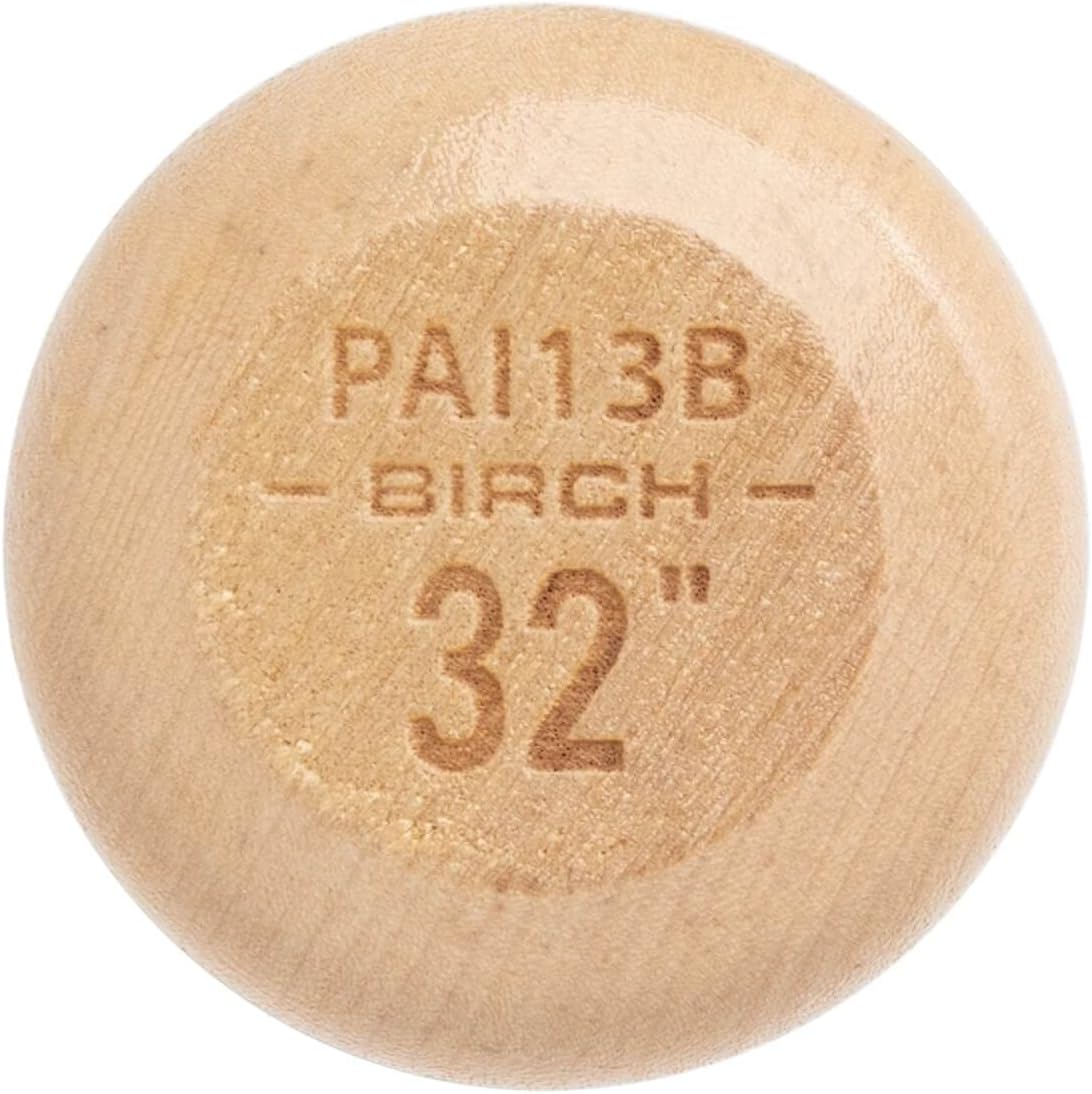 PAI13B
- BIRCH -
32"